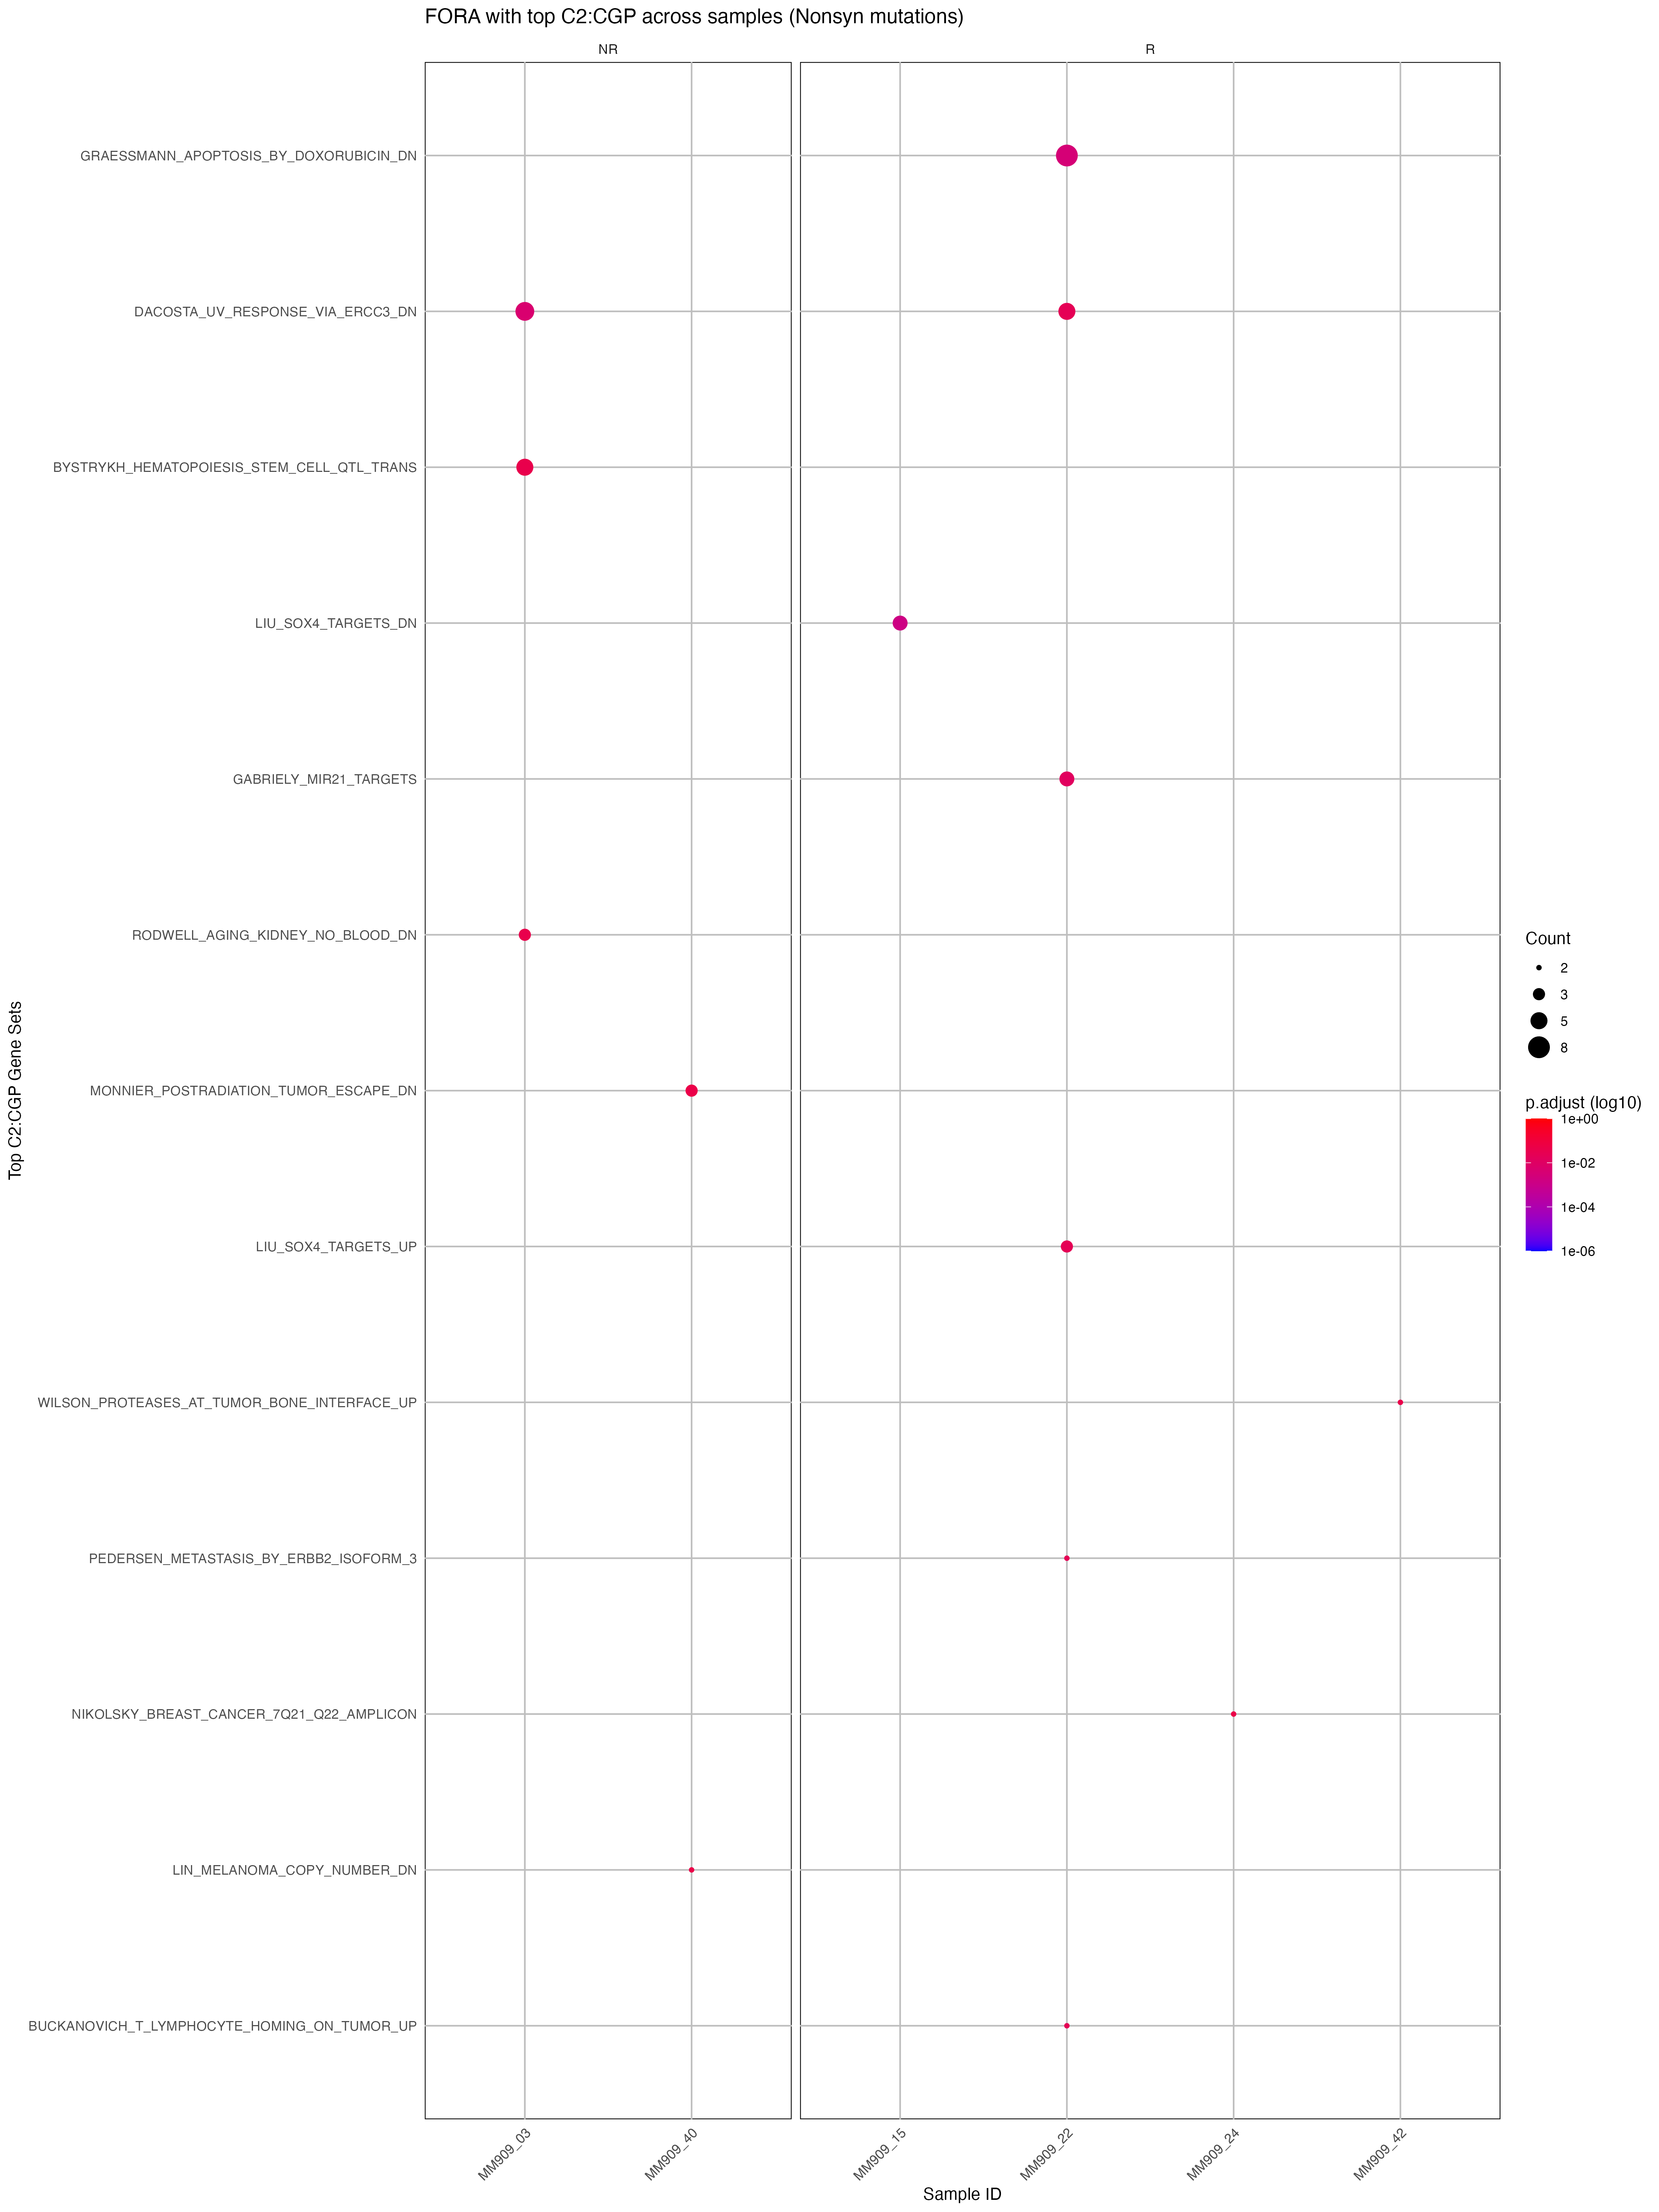 FORA with top C2:CGP across samples (Nonsyn mutations)
NR
R
GRAESSMANN_APOPTOSIS_BY_DOXORUBICIN_DN
DACOSTA_UV_RESPONSE_VIA_ERCC3_DN
BYSTRYKH_HEMATOPOIESIS_STEM_CELL_QTL_TRANS
LIU_SOX4_TARGETS_DN
GABRIELY_MIR21_TARGETS
RODWELL_AGING_KIDNEY_NO_BLOOD_DN
MONNIER_POSTRADIATION_TUMOR_ESCAPE_DN
LIU_SOX4_TARGETS_UP
WILSON_PROTEASES_AT_TUMOR_BONE_INTERFACE_UP
PEDERSEN_METASTASIS_BY_ERBB2_ISOFORM_3
NIKOLSKY_BREAST_CANCER_7Q21_Q22_AMPLICON
LIN_MELANOMA_COPY_NUMBER_DN
BUCKANOVICH_T_LYMPHOCYTE_HOMING_ON_TUMOR_UP
Top C2:CGP Gene Sets
MM909_03
MM909_40
MM909_15
MM909_22
MM909_24
MM909_42
Sample ID
Count
2
3
5
8
p.adjust (log10)
1e+00
1e-02
1e-04
1e-06